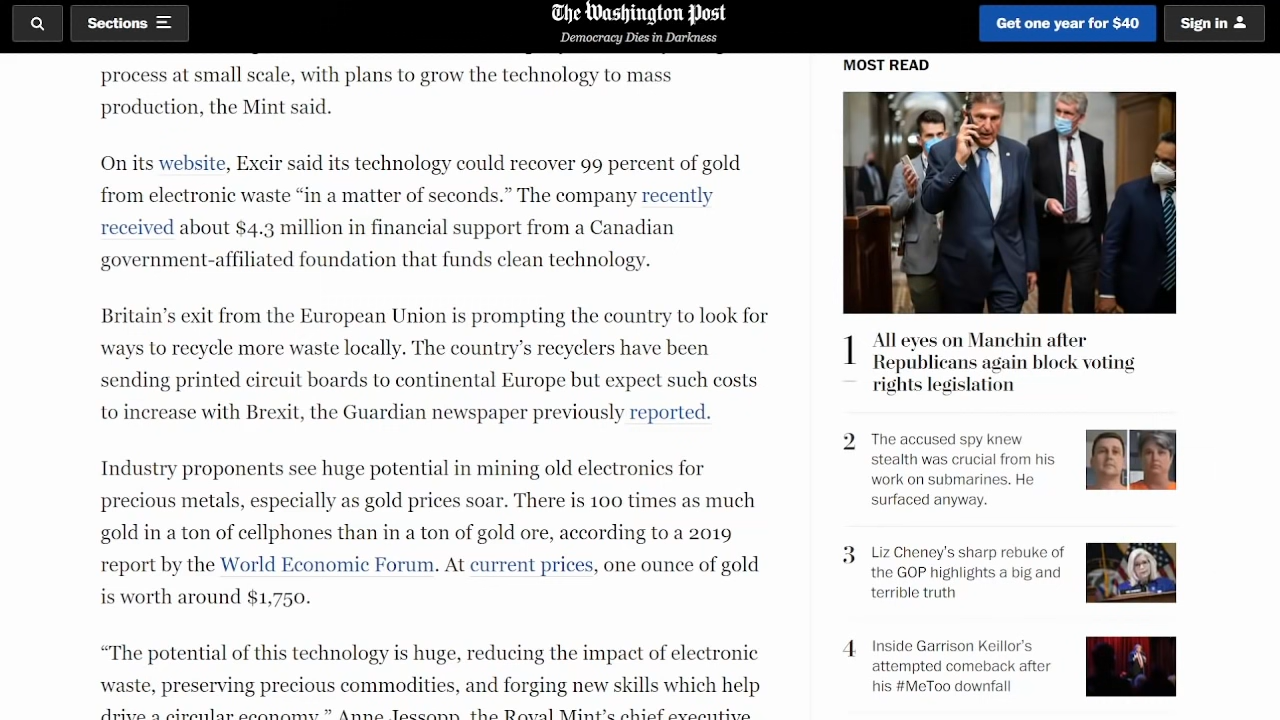 Sections
The Washington Post
Democracy Dies in Darkness
Get one year for $40
Sign in
process at small scale, with plans to grow the technology to mass
production, the Mint said.
On its website, Excir said its technology could recover 99 percent of gold
from electronic waste “in a matter of seconds.” The company recently
received about $4.3 million in financial support from a Canadian
government-affiliated foundation that funds clean technology.
Britain’s exit from the European Union is prompting the country to look for
ways to recycle more waste locally. The country’s recyclers have been
sending printed circuit boards to continental Europe but expect such costs
to increase with Brexit, the Guardian newspaper previously reported.
Industry proponents see huge potential in mining old electronics for
precious metals, especially as gold prices soar. There is 100 times as much
gold in a ton of cellphones than in a ton of gold ore, according to a 2019
report by the World Economic Forum. At current prices, one ounce of gold
is worth around $1,750.
“The potential of this technology is huge, reducing the impact of electronic
waste, preserving precious commodities, and forging new skills which help
drive a circular economy,” Anne Jessopp, the Royal Mint’s chief executive
MOST READ
1
All eyes on Manchin after
Republicans again block voting
rights legislation
2
The accused spy knew
stealth was crucial from his
work on submarines. He
surfaced anyway.
3
Liz Cheney’s sharp rebuke of
the GOP highlights a big and
terrible truth
4
Inside Garrison Keillor’s
attempted comeback after
his #MeToo downfall